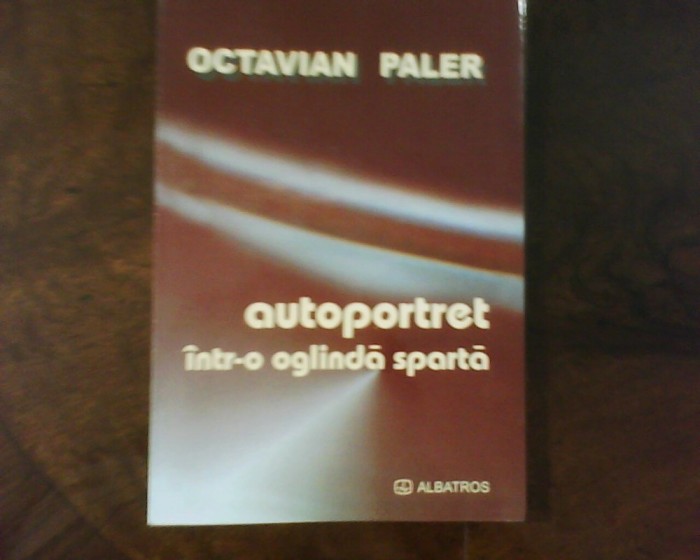 OCTAVIAN PALER
autoportret
într-o oglindă spartă
ALBATROS